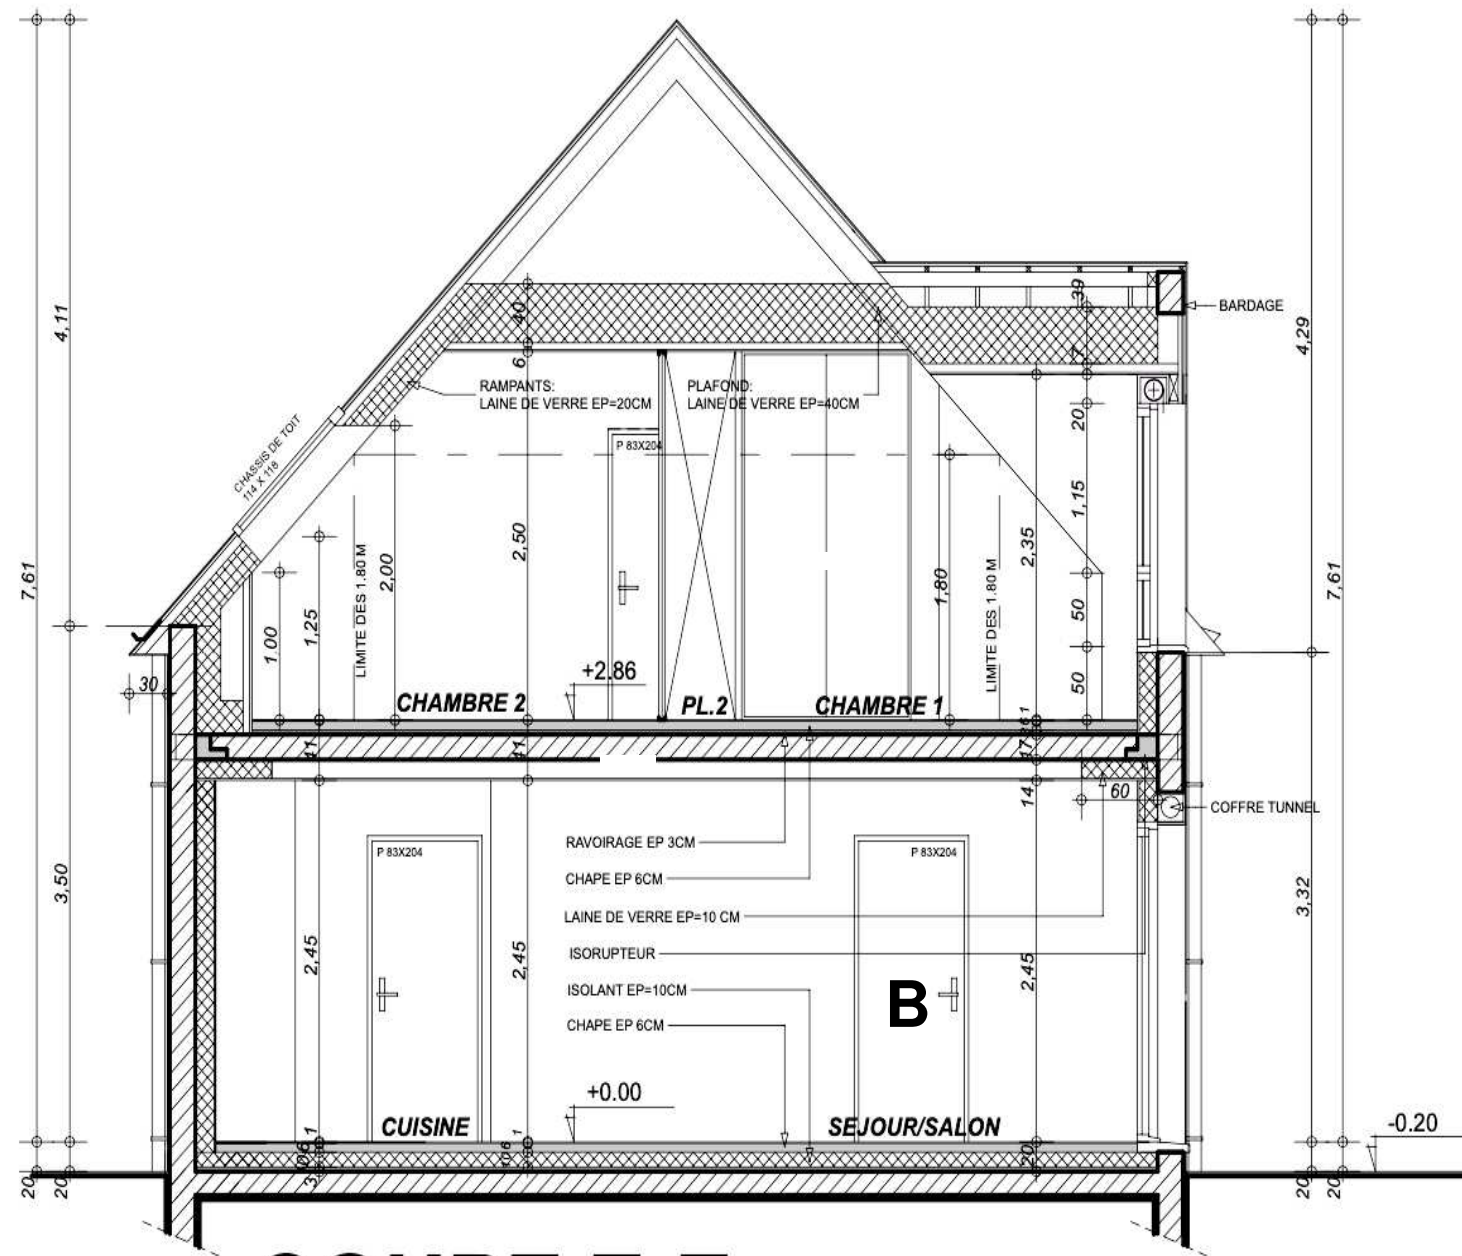 4,11
7,61
3,50
20
20
30
CHASSIS DE TOIT
114 X 118
40
6
RAMPANTS:
LAINE DE VERRE EP=20CM
PLAFOND:
LAINE DE VERRE EP=40CM
P 83X204
1,00
1,25
LIMITE DES 1.80 M
2,00
2,50
+2.86
CHAMBRE 2
PL.2
CHAMBRE 1
1,80
LIMITE DES 1.80 M
2,35
39
7
20
1,15
50
50
BARDAGE
4,29
7,61
3,32
41
41
17
14
60
COFFRE TUNNEL
P 83X204
P 83X204
RAVOIRAGE EP 3CM
CHAPE EP 6CM
LAINE DE VERRE EP=10 CM
ISORUPTEUR
ISOLANT EP=10CM
CHAPE EP 6CM
2,45
2,45
2,45
B
+0.00
CUISINE
SEJOUR/SALON
20
-0.20
20
20